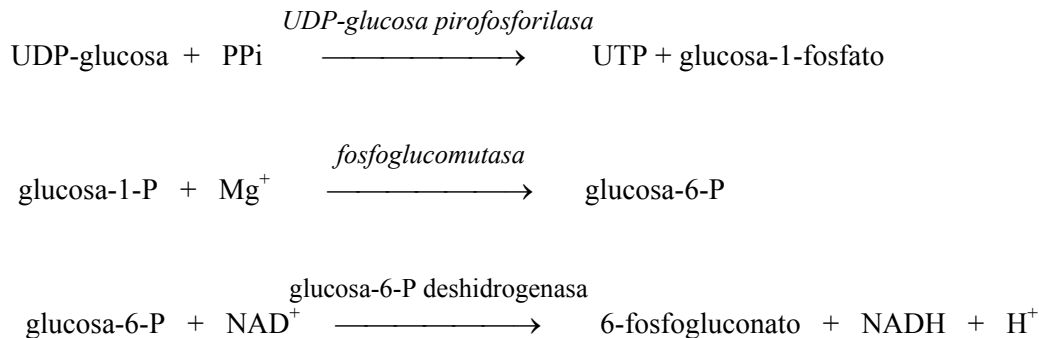 UDP-glucosa pirofosforilasa
UDP-glucosa + PPi ⟶ UTP + glucosa-1-fosfato
fosfoglucomutasa
glucosa-1-P + Mg⁺ ⟶ glucosa-6-P
glucosa-6-P deshidrogenasa
glucosa-6-P + NAD⁺ ⟶ 6-fosfogluconato + NADH + H⁺